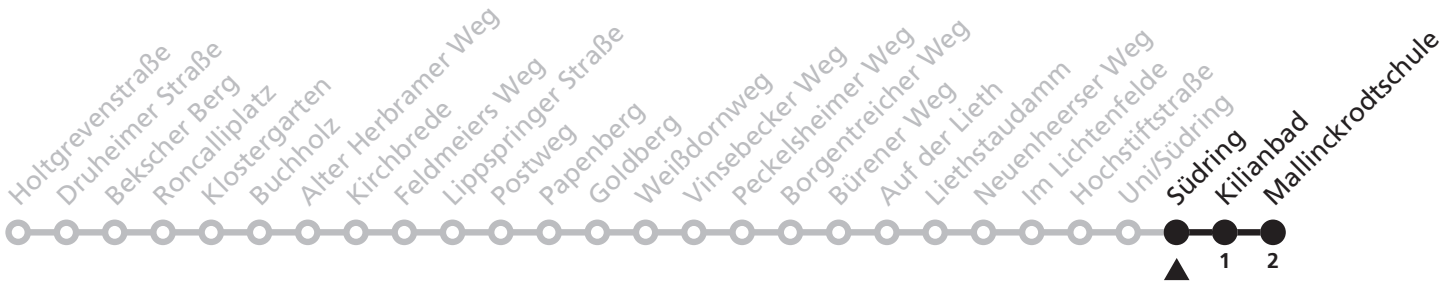 Holtgrevenstraße
Druheimer Straße
Bekscher Berg
Roncalliplatz
Klostergarten
Buchholz
Alter Herbramer Weg
Kirchbrede
Feldmeiers Weg
Lippspringer Straße
Postweg
Papenberg
Goldberg
Weißdornweg
Vinsebecker Weg
Peckelsheimer Weg
Borgentreicher Weg
Bürener Weg
Auf der Lieth
Liethstaudamm
Neuenheerser Weg
Im Lichtenfelde
Hochstiftstraße
Uni/Südring
Südring
Kilianbad
Mallinckrodtschule
1 2